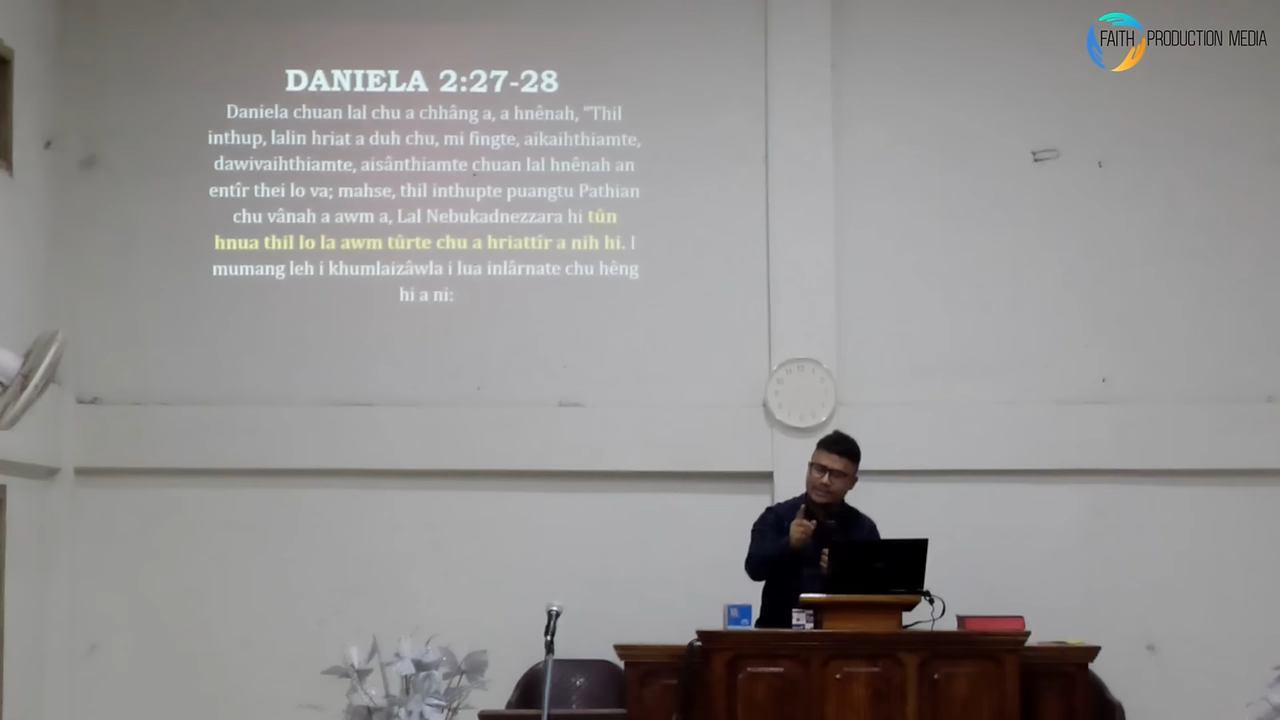 FAITH PRODUCTION MEDIA
DANIELA 2:27-28
Daniela chuan lal chu a chhâng a, a hnênah, "Thil
inthup, lalin hriat a duh chu, mi fingte, aikaihthiamte,
dawivaihthiamte, aisânthiamte chuan lal hnênah an
entîr thei lo va; mahse, thil inthupte puangtu Pathian
chu vânah a awm a, Lal Nebukadnezzara hi tûn
hnua thil lo la awm tûrte chu a hriattîr a nih hi. I
mumang leh i khumlaizâwla i lua inlârnate chu hêng
hi a ni: